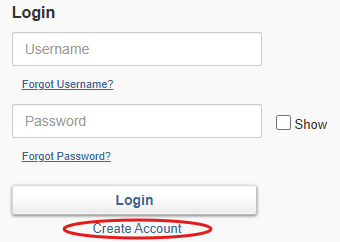 Login
Username
Forgot Username?
Password
Show
Forgot Password?
Login
Create Account